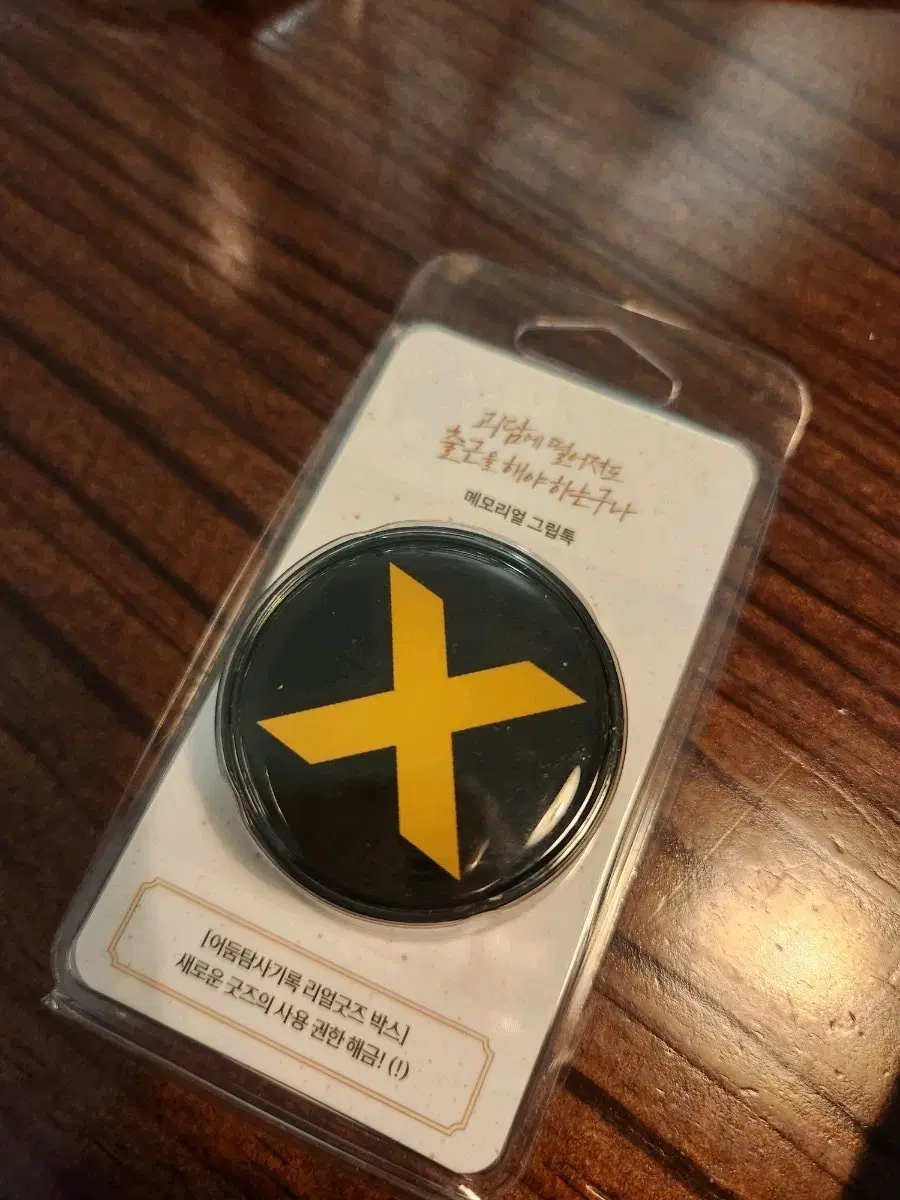 괴담에 떨어져도
출근을 해야 하는구나
메모리얼 그립톡
[어둠탐사기록 리얼굿즈 박스]
새로운 굿즈의 사용 권한 해금! (!)